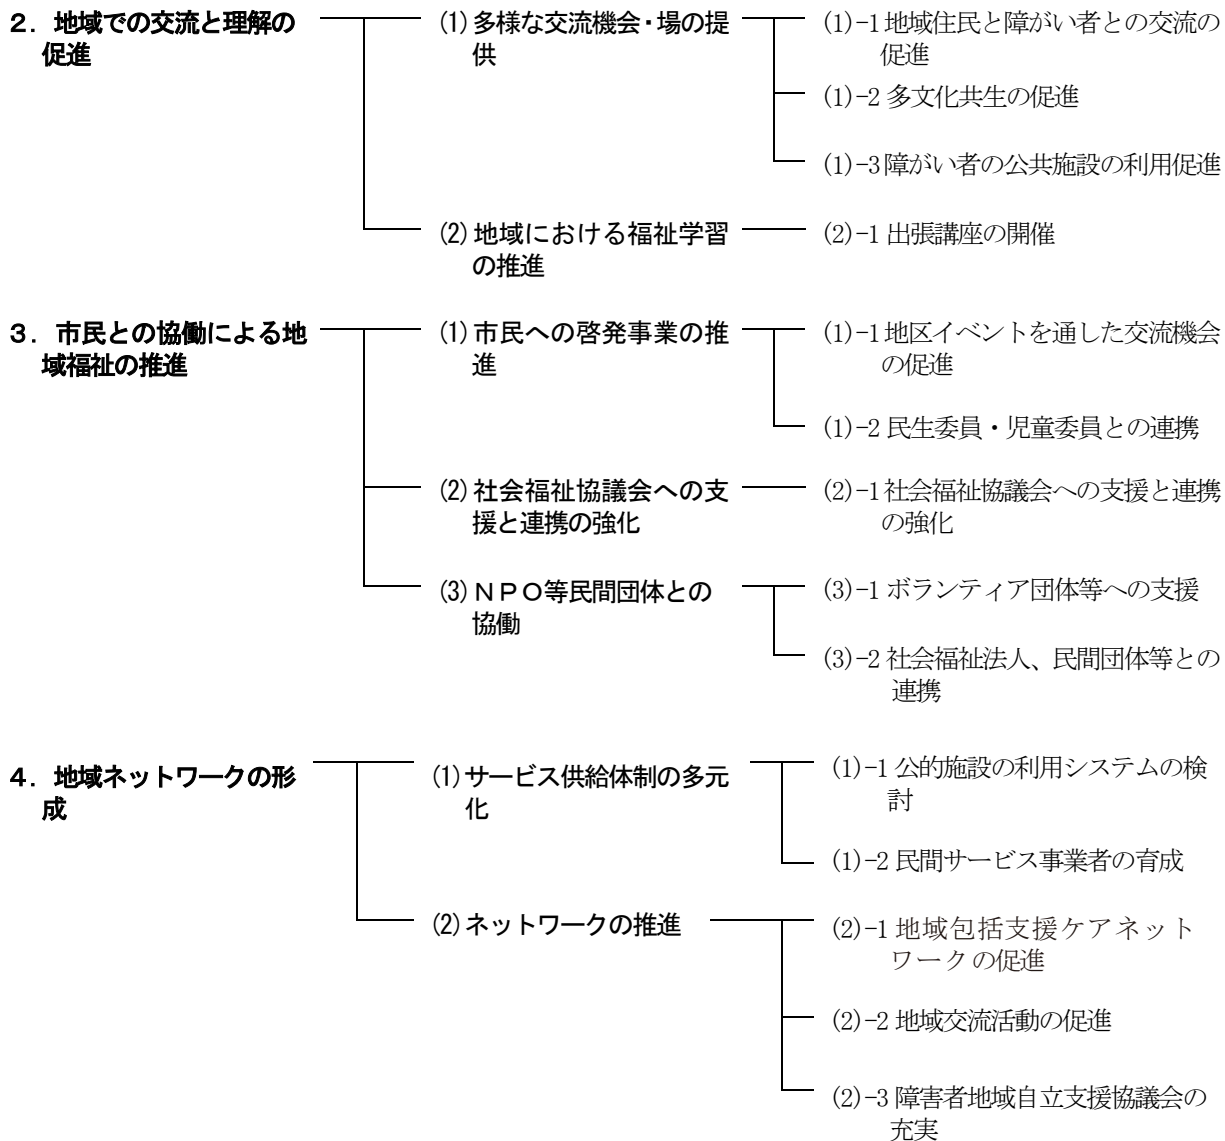 ２．地域での交流と理解の
促進
(1)多様な交流機会・場の提
供
(1)-1地域住民と障がい者との交流の
促進
(1)-2 多文化共生の促進
(1)-3障がい者の公共施設の利用促進
(2)地域における福祉学習
の推進
(2)-1 出張講座の開催
３．市民との協働による地
域福祉の推進
(1)市民への啓発事業の推
進
(1)-1地区イベントを通した交流機会
の促進
(1)-2 民生委員・児童委員との連携
(2)社会福祉協議会への支
援と連携の強化
(2)-1社会福祉協議会への支援と連携
の強化
(3)ＮＰＯ等民間団体との
協働
(3)-1 ボランティア団体等への支援
(3)-2 社会福祉法人、民間団体等との
連携
４．地域ネットワークの形
成
(1)サービス供給体制の多元
化
(1)-1 公的施設の利用システムの検
討
(1)-2 民間サービス事業者の育成
(2)ネットワークの推進
(2)-1 地域包括支援ケアネット
ワークの促進
(2)-2 地域交流活動の促進
(2)-3 障害者地域自立支援協議会の
充実